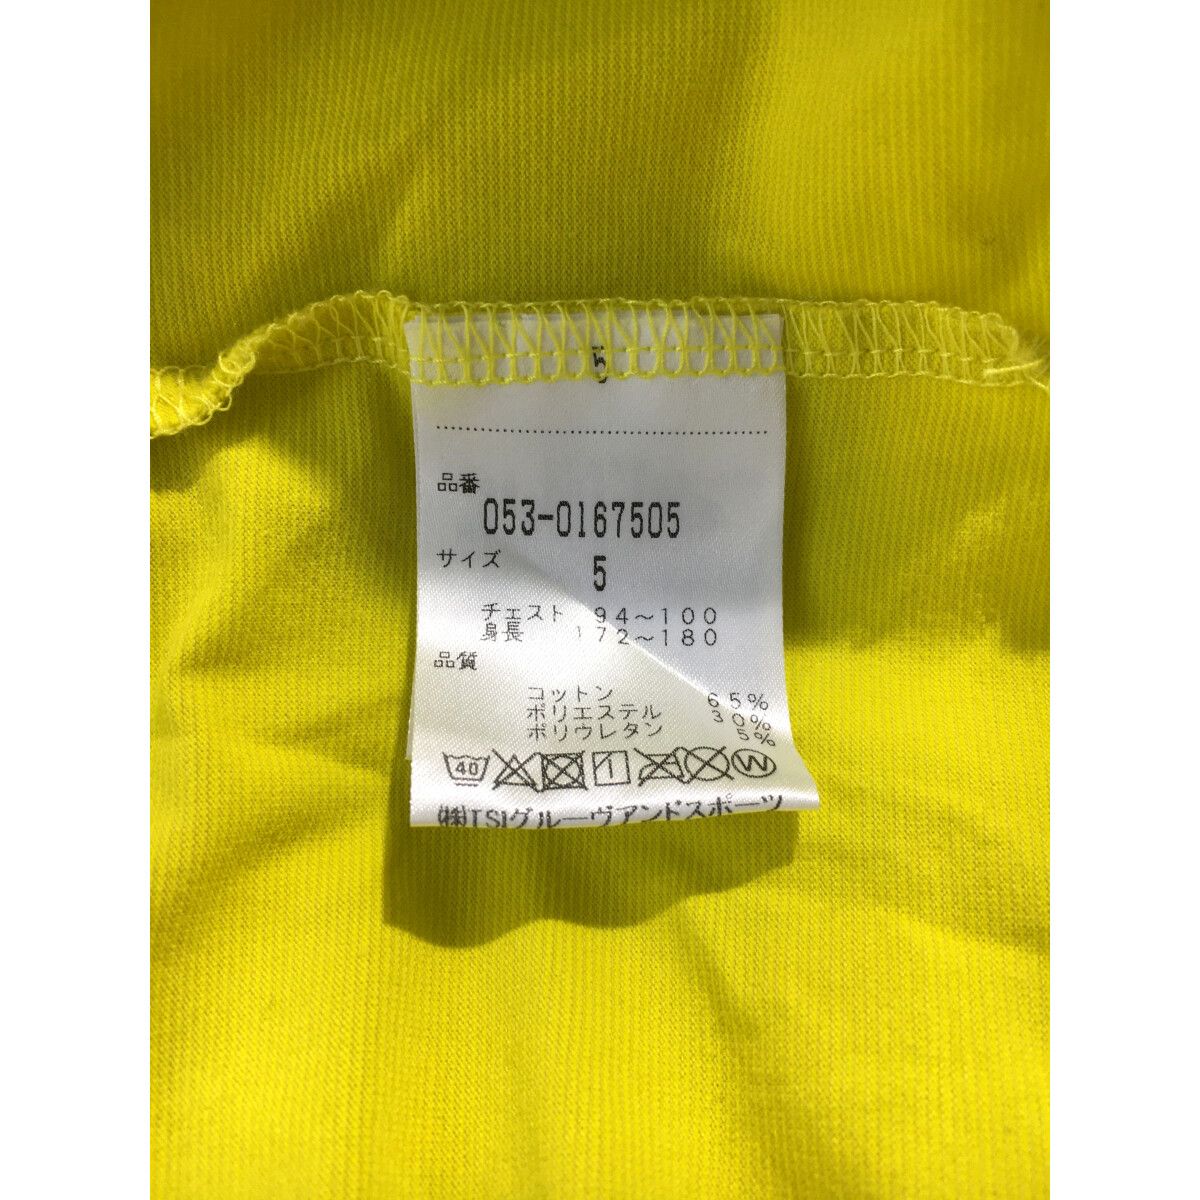 5
品番
053-0167505
サイズ
5
チェスト 94～100
身長 172～180
品質
コットン 65%
ポリエステル 30%
ポリウレタン 5%
40 W
㈱TSIグルーヴアンドスポーツ